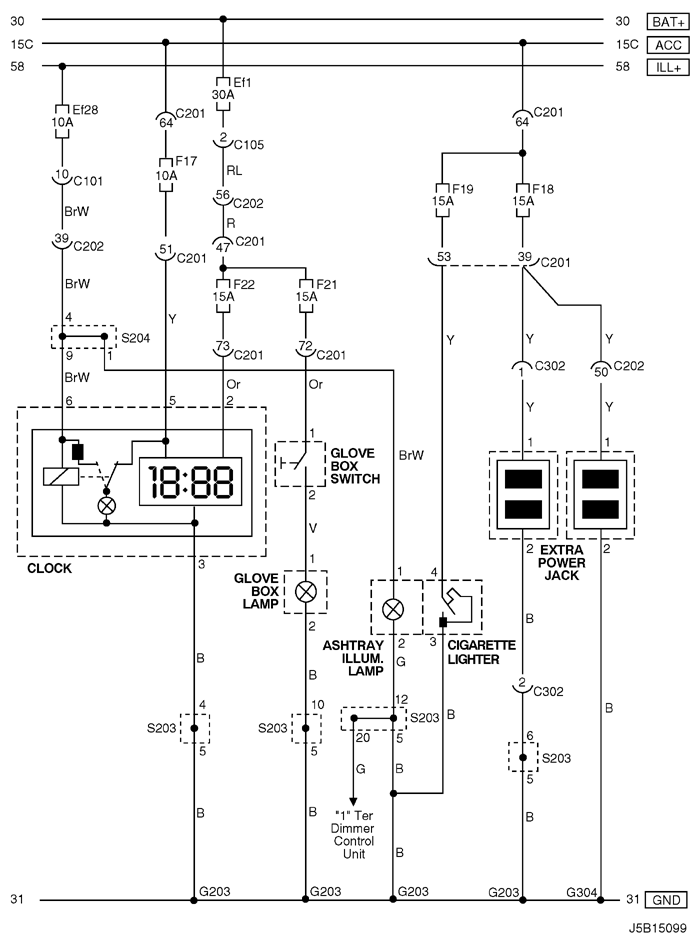 30 30 BAT+
15C 15C ACC
58 58 ILL+
Ef1
30A
Ef28
10A
C201
64
C201
64
2
C105
F17
10A
10
C101
RL
F19
15A
F18
15A
56
C202
BrW
R
39
C202
51
C201
47
C201
53
39
C201
BrW
F22
15A
F21
15A
4
Y
S204
9
1
Y
Y
Y
73
C201
72
C201
C302
1
C202
50
BrW
Or
Or
6
5
2
Y
Y
1
1
1
GLOVE
BOX
SWITCH
BrW
18:88
2
V
2
2
EXTRA
POWER
JACK
CLOCK
3
1
GLOVE
BOX
LAMP
1
4
2
B
ASHTRAY
ILLUM.
LAMP
2
3
CIGARETTE
LIGHTER
G
B
B
2
C302
4
10
12
B
B
S203
S203
S203
5
5
20
5
6
S203
5
G
B
"1" Ter
Dimmer
Control
Unit
B
B
B
B
31 G203 G203 G203 G203 G304 31 GND
J5B15099